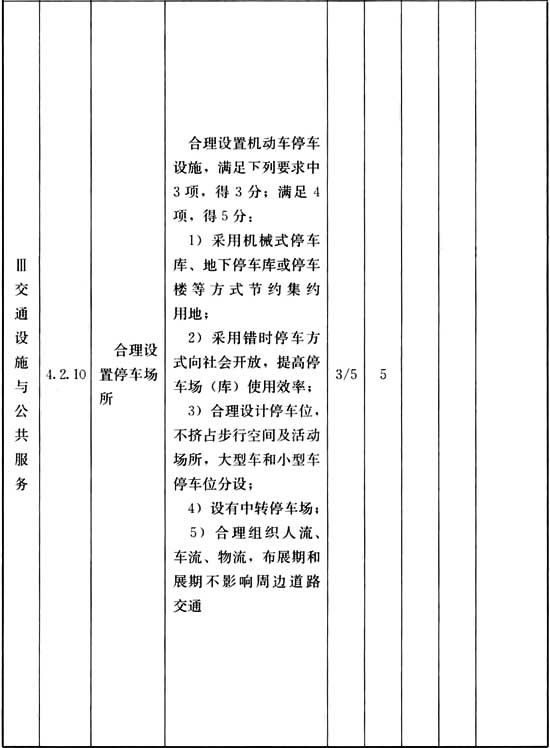 Ⅲ
交
通
设
施
与
公
共
服
务
4.2.10
合理设
置停车场
所
合理设置机动车停车
设施，满足下列要求中
3 项，得 3 分；满足 4
项，得 5 分：
1）采用机械式停车
库、地下停车库或停车
楼等方式节约集约
用地；
2）采用错时停车方
式向社会开放，提高停
车场（库）使用效率；
3）合理设计停车位，
不挤占步行空间及活动
场所，大型车和小型车
停车位分设；
4）设有中转停车场；
5）合理组织人流、
车流、物流，布展期和
展期不影响周边道路
交通
3/5
5